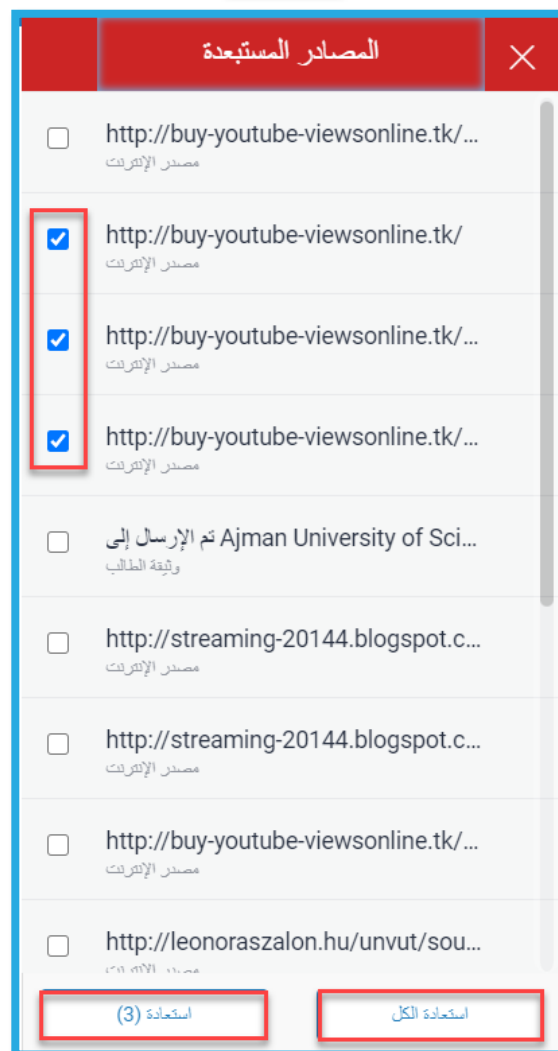 المصادر المستبعدة
http://buy-youtube-viewsonline.tk/...
مصدر الإنترنت
http://buy-youtube-viewsonline.tk/
مصدر الإنترنت
http://buy-youtube-viewsonline.tk/...
مصدر الإنترنت
http://buy-youtube-viewsonline.tk/...
مصدر الإنترنت
تم الإرسال إلى Ajman University of Sci...
وثيقة الطالب
http://streaming-20144.blogspot.c...
مصدر الإنترنت
http://streaming-20144.blogspot.c...
مصدر الإنترنت
http://buy-youtube-viewsonline.tk/...
مصدر الإنترنت
http://leonoraszalon.hu/unvut/sou...
مصدر الإنترنت
استعادة (3)
استعادة الكل